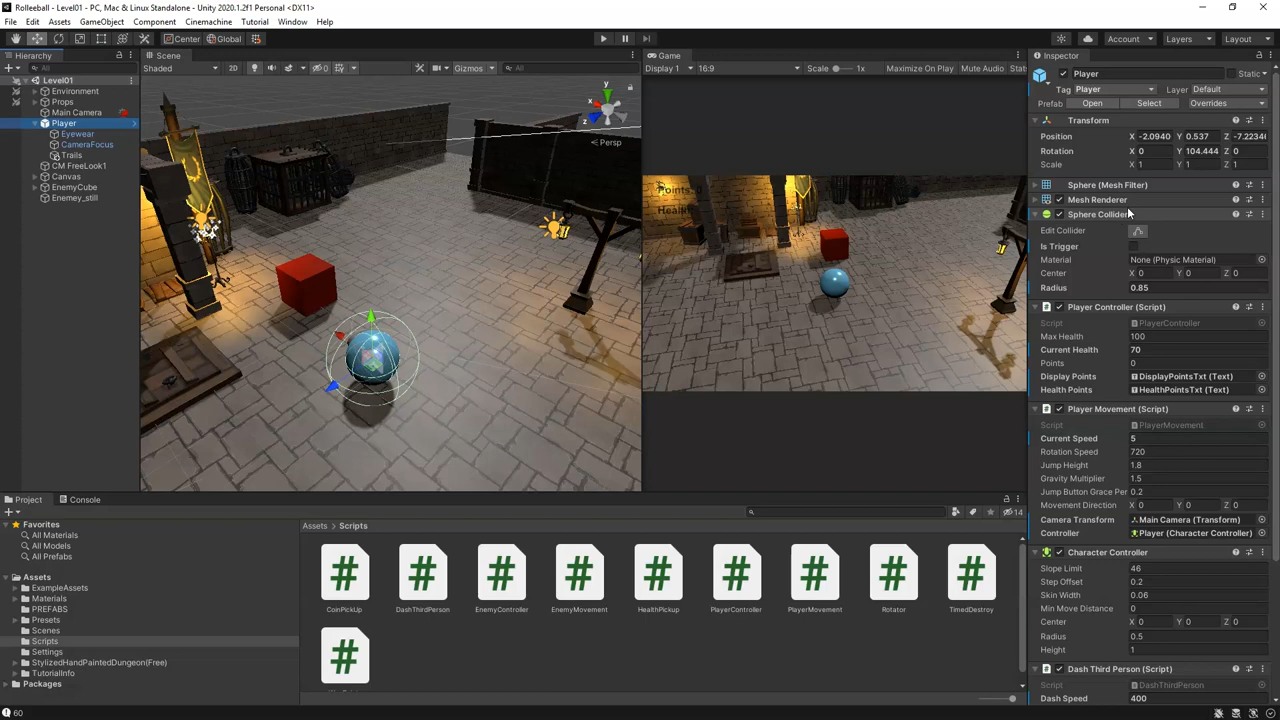 Rolleeball - Level01 - PC, Mac & Linux Standalone - Unity 2020.1.2f1 Personal <DX11>
File Edit Assets GameObject Component Cinemachine Tutorial Window Help
Center Global Account Layers Layout
Hierarchy
All
Level01
Environment
Props
Main Camera
Player
Eyewear
CameraFocus
Trails
CM FreeLook1
Canvas
EnemyCube
Enemey_still
Scene
Shaded 2D 0 Gizmos All
y
x
z
Persp
Game
Display 1 16:9 Scale 1x Maximize On Play Mute Audio Stats
Points: 0
Health
Inspector
Player Static
Tag Player Layer Default
Prefab Open Select Overrides
Transform
Position X -2.0940 Y 0.537 Z -7.2234
Rotation X 0 Y 104.444 Z 0
Scale X 1 Y 1 Z 1
Sphere (Mesh Filter)
Mesh Renderer
Sphere Collider
Edit Collider
Is Trigger
Material None (Physic Material)
Center X 0 Y 0 Z 0
Radius 0.85
Player Controller (Script)
Script PlayerController
Max Health 100
Current Health 70
Points 0
Display Points DisplayPointsTxt (Text)
Health Points HealthPointsTxt (Text)
Player Movement (Script)
Script PlayerMovement
Current Speed 5
Rotation Speed 720
Jump Height 1.8
Gravity Multiplier 1.5
Jump Button Grace Per 0.2
Movement Direction X 0 Y 0 Z 0
Camera Transform Main Camera (Transform)
Controller Player (Character Controller)
Character Controller
Slope Limit 46
Step Offset 0.2
Skin Width 0.06
Min Move Distance 0
Center X 0 Y 0 Z 0
Radius 0.5
Height 1
Dash Third Person (Script)
Script DashThirdPerson
Dash Speed 400
Project Console
14
Favorites
All Materials
All Models
All Prefabs
Assets
ExampleAssets
Materials
PREFABS
Presets
Scenes
Scripts
Settings
StylizedHandPaintedDungeon(Free)
TutorialInfo
Packages
Assets > Scripts
CoinPickUp DashThirdPerson EnemyController EnemyMovement HealthPickup PlayerController PlayerMovement Rotator TimedDestroy
60